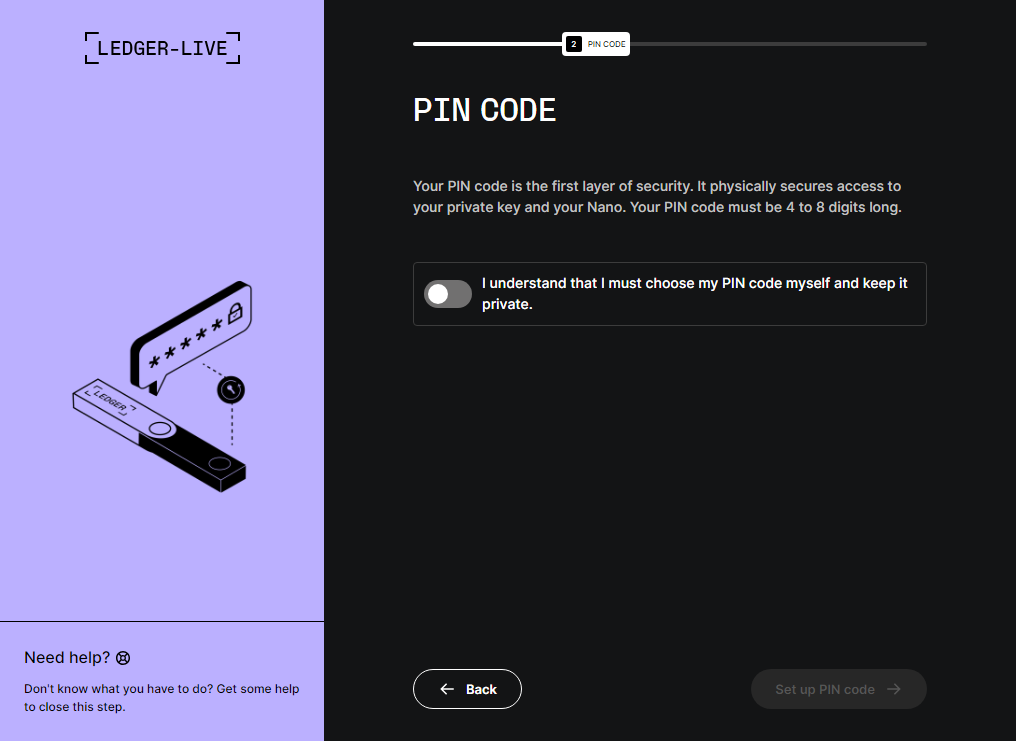 LEDGER-LIVE
2 PIN CODE
PIN CODE
Your PIN code is the first layer of security. It physically secures access to
your private key and your Nano. Your PIN code must be 4 to 8 digits long.
I understand that I must choose my PIN code myself and keep it
private.
******
LEDGER
Need help?
Don't know what you have to do? Get some help
to close this step.
Back
Set up PIN code